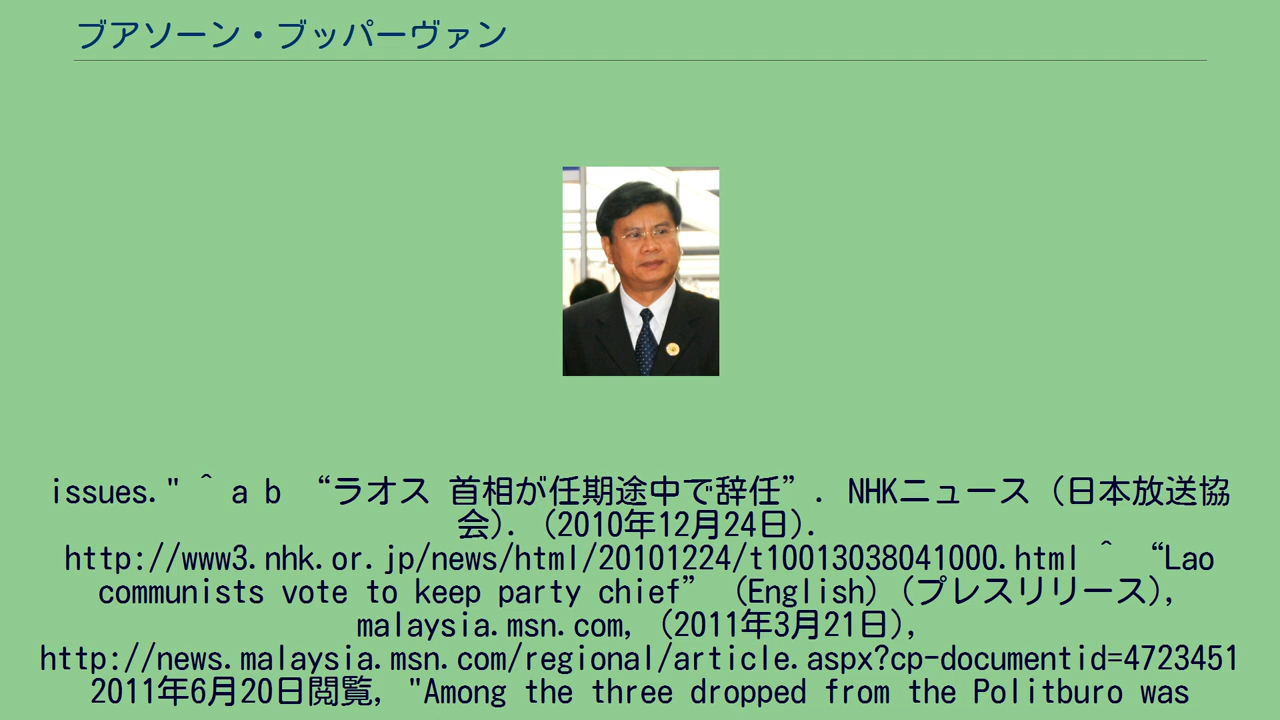 ブアソーン・ブッパーヴァン
issues." ^ a b “ラオス 首相が任期途中で辞任”. NHKニュース (日本放送協
会). (2010年12月24日).
http://www3.nhk.or.jp/news/html/20101224/t10013038041000.html ^ “Lao
communists vote to keep party chief” (English) (プレスリリース),
malaysia.msn.com, (2011年3月21日),
http://news.malaysia.msn.com/regional/article.aspx?cp-documentid=4723451
2011年6月20日閲覧, "Among the three dropped from the Politburo was